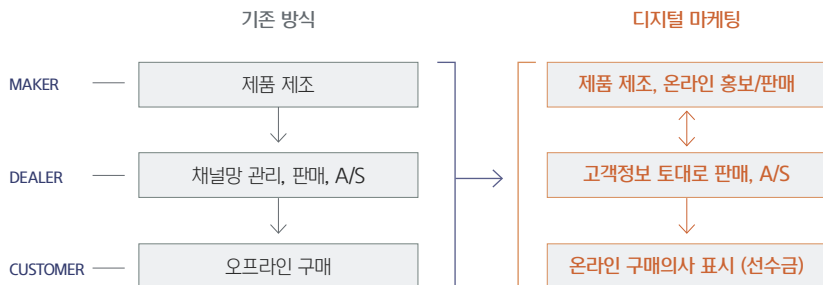 기존 방식
디지털 마케팅
MAKER
제품 제조
제품 제조, 온라인 홍보/판매
DEALER
채널망 관리, 판매, A/S
고객정보 토대로 판매, A/S
CUSTOMER
오프라인 구매
온라인 구매의사 표시 (선수금)